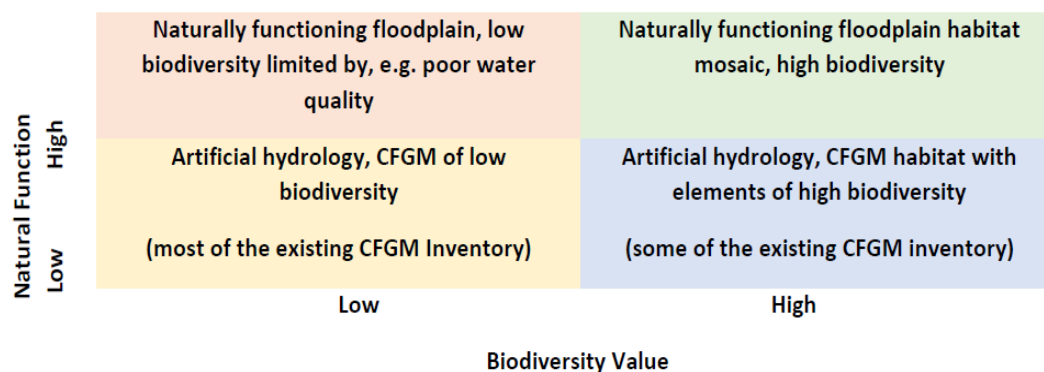 Naturally functioning floodplain, low
biodiversity limited by, e.g. poor water
quality
Naturally functioning floodplain habitat
mosaic, high biodiversity
Artificial hydrology, CFGM of low
biodiversity
(most of the existing CFGM Inventory)
Artificial hydrology, CFGM habitat with
elements of high biodiversity
(some of the existing CFGM inventory)
Natural Function
High
Low
Low
High
Biodiversity Value